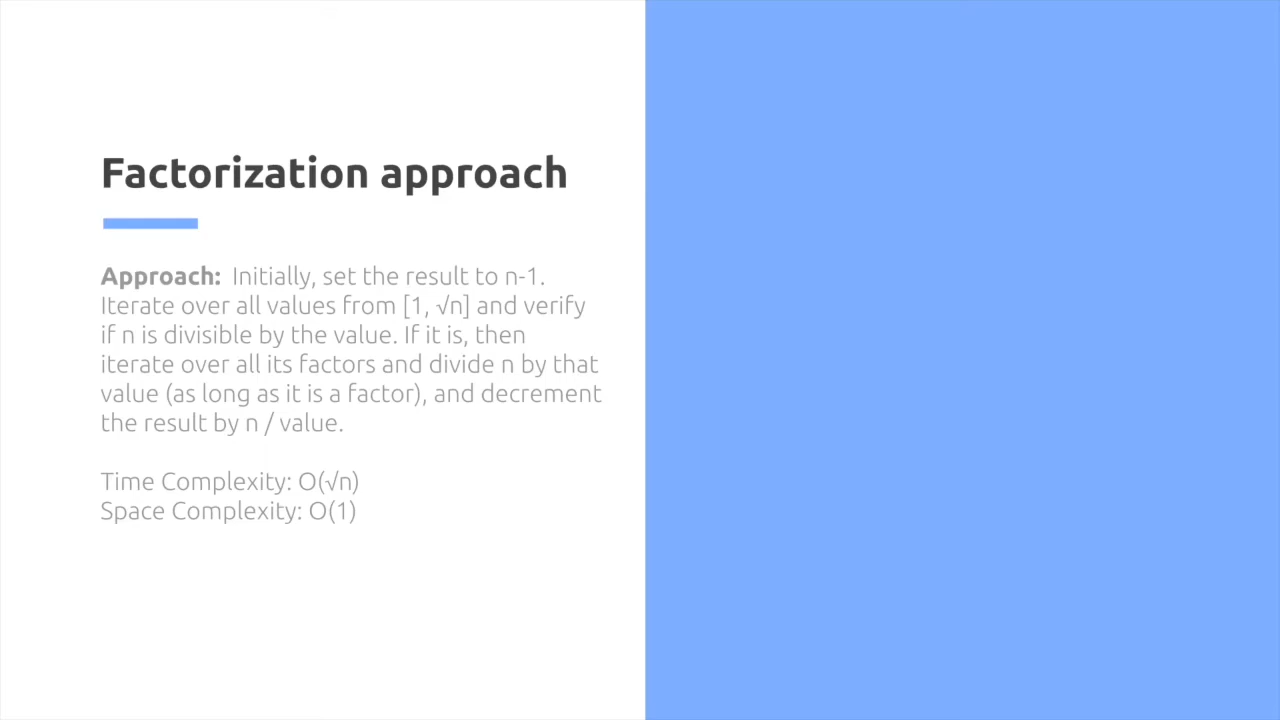 Factorization approach
Approach: Initially, set the result to n-1.
Iterate over all values from [1, √n] and verify
if n is divisible by the value. If it is, then
iterate over all its factors and divide n by that
value (as long as it is a factor), and decrement
the result by n / value.
Time Complexity: O(√n)
Space Complexity: O(1)